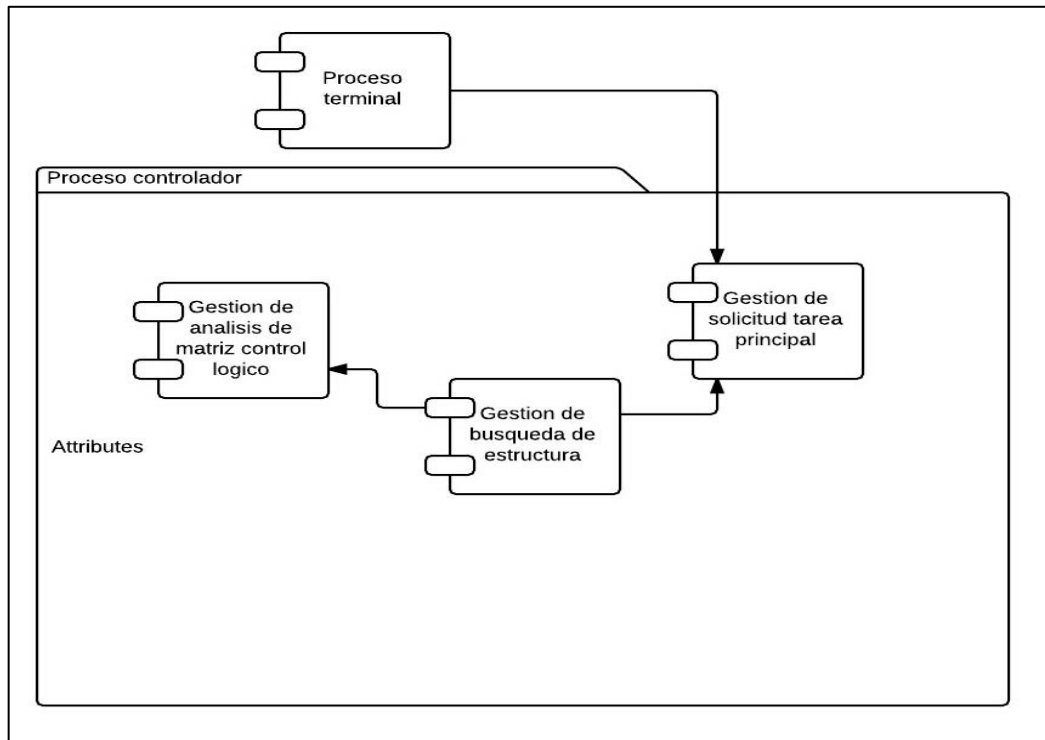 Proceso
terminal
Proceso controlador
Gestion de
analisis de
matriz control
logico
Gestion de
solicitud tarea
principal
Gestion de
busqueda de
estructura
Attributes